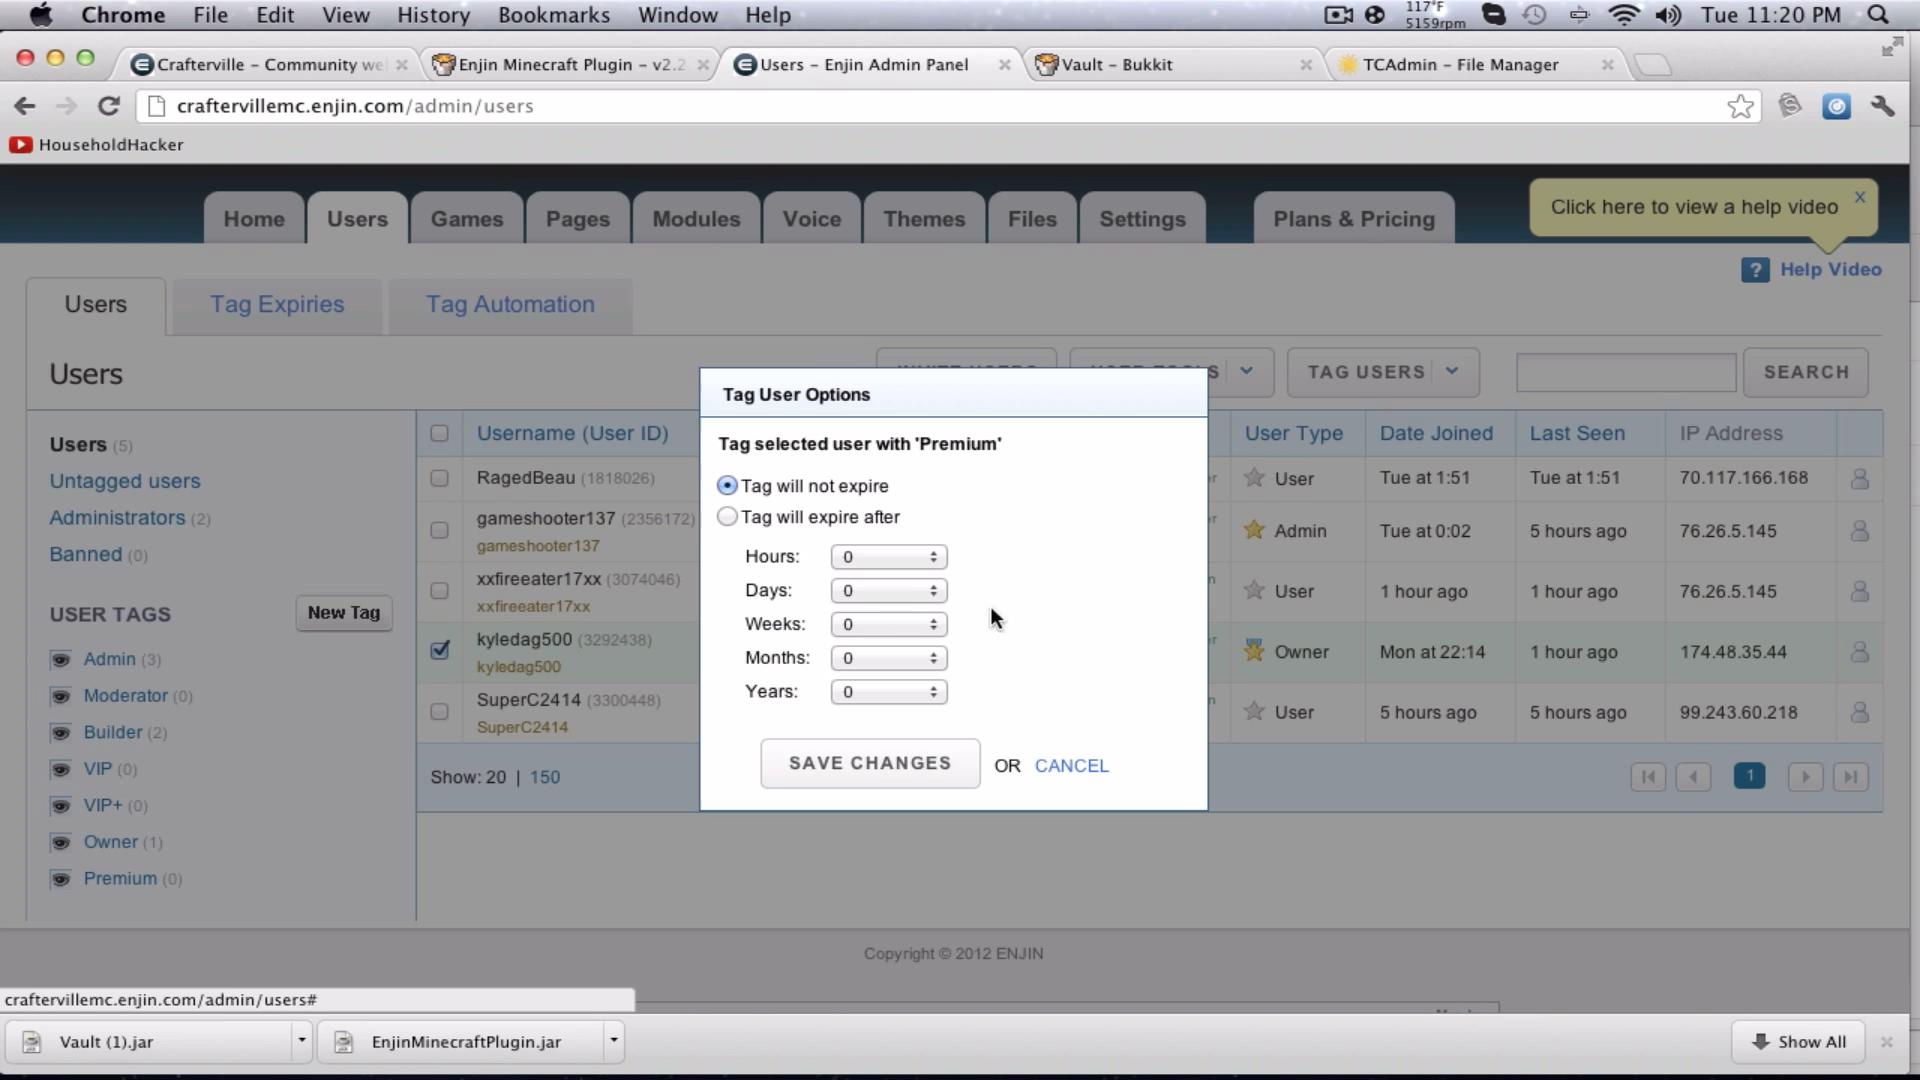 Chrome File Edit View History Bookmarks Window Help 117°F 5159rpm Tue 11:20 PM
Crafterville – Community we
Enjin Minecraft Plugin – v2.2
Users – Enjin Admin Panel
Vault – Bukkit
TCAdmin – File Manager
craftervillemc.enjin.com/admin/users
HouseholdHacker
Home Users Games Pages Modules Voice Themes Files Settings Plans & Pricing
Click here to view a help video x
? Help Video
Users Tag Expiries Tag Automation
Users
TAG USERS
SEARCH
Users (5)
Untagged users
Administrators (2)
Banned (0)
USER TAGS New Tag
Admin (3)
Moderator (0)
Builder (2)
VIP (0)
VIP+ (0)
Owner (1)
Premium (0)
Username (User ID) User Type Date Joined Last Seen IP Address
RagedBeau (1818026) User Tue at 1:51 Tue at 1:51 70.117.166.168
gameshooter137 (2356172) Admin Tue at 0:02 5 hours ago 76.26.5.145
gameshooter137
xxfireeater17xx (3074046) User 1 hour ago 1 hour ago 76.26.5.145
xxfireeater17xx
kyledag500 (3292438) Owner Mon at 22:14 1 hour ago 174.48.35.44
kyledag500
SuperC2414 (3300448) User 5 hours ago 5 hours ago 99.243.60.218
SuperC2414
Show: 20 | 150
1
Tag User Options
Tag selected user with 'Premium'
Tag will not expire
Tag will expire after
Hours: 0
Days: 0
Weeks: 0
Months: 0
Years: 0
SAVE CHANGES OR CANCEL
Copyright © 2012 ENJIN
craftervillemc.enjin.com/admin/users#
Vault (1).jar
EnjinMinecraftPlugin.jar
Show All